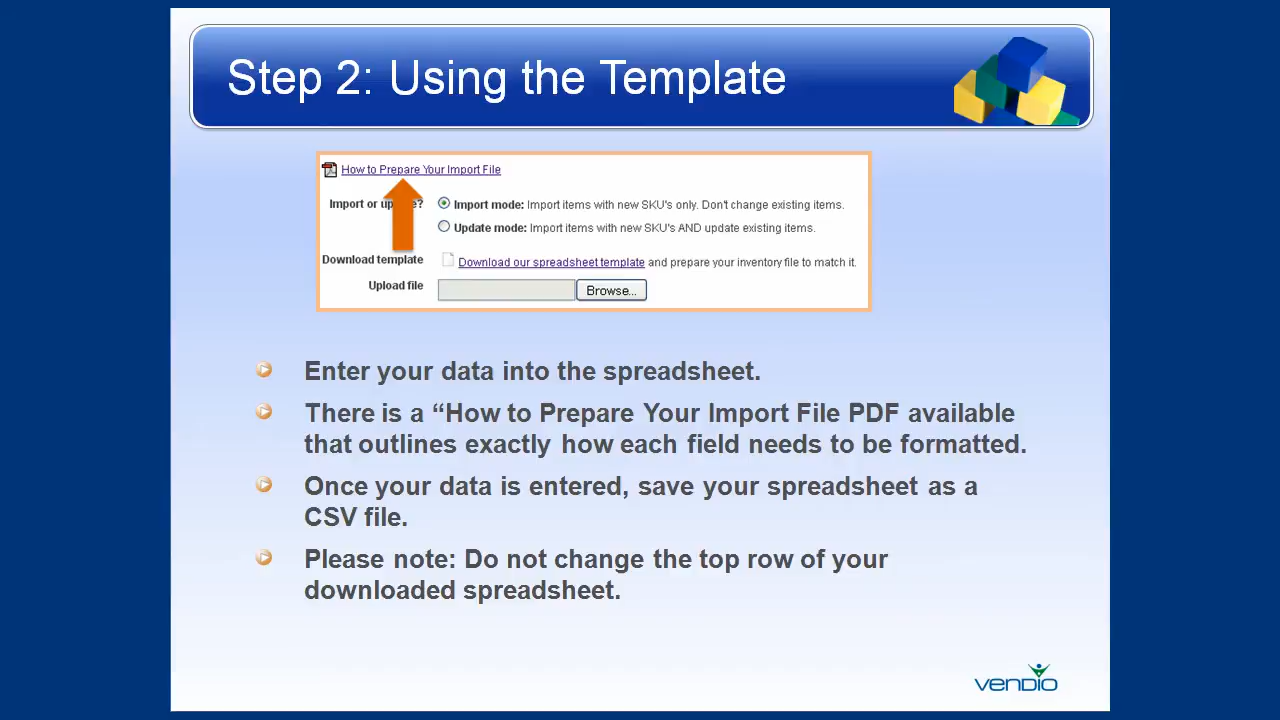 Step 2: Using the Template
How to Prepare Your Import File
Import or up e? Import mode: Import items with new SKU's only. Don't change existing items.
Update mode: Import items with new SKU's AND update existing items.
Download template Download our spreadsheet template and prepare your inventory file to match it.
Upload file Browse...
Enter your data into the spreadsheet.
There is a “How to Prepare Your Import File PDF available
that outlines exactly how each field needs to be formatted.
Once your data is entered, save your spreadsheet as a
CSV file.
Please note: Do not change the top row of your
downloaded spreadsheet.
vendio